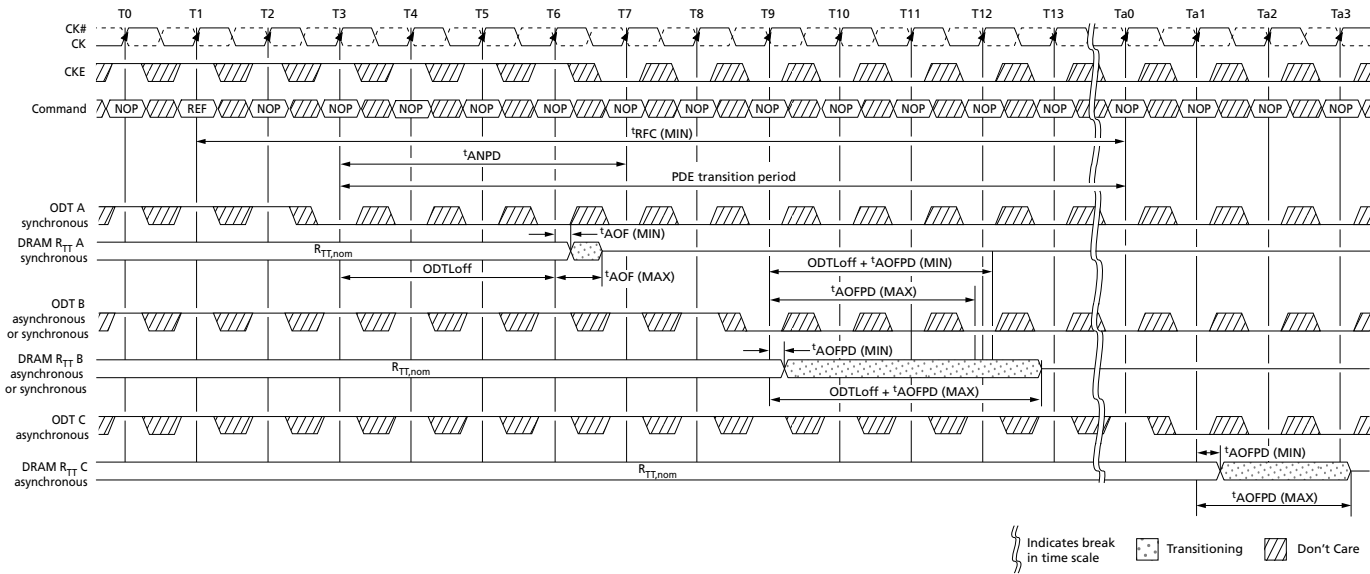 T0 T1 T2 T3 T4 T5 T6 T7 T8 T9 T10 T11 T12 T13 Ta0 Ta1 Ta2 Ta3
CK#
CK
CKE
Command
NOP REF NOP NOP NOP NOP NOP NOP NOP NOP NOP NOP NOP NOP NOP NOP NOP NOP
tRFC (MIN)
tANPD
PDE transition period
ODT A
synchronous
tAOF (MIN)
DRAM RTT A
synchronous
RTT,nom
ODTLoff
tAOF (MAX)
ODTLoff + tAOFPD (MIN)
tAOFPD (MAX)
ODT B
asynchronous
or synchronous
tAOFPD (MIN)
DRAM RTT B
asynchronous
or synchronous
RTT,nom
ODTLoff + tAOFPD (MAX)
ODT C
asynchronous
tAOFPD (MIN)
DRAM RTT C
asynchronous
RTT,nom
tAOFPD (MAX)
Indicates break
in time scale
Transitioning
Don't Care